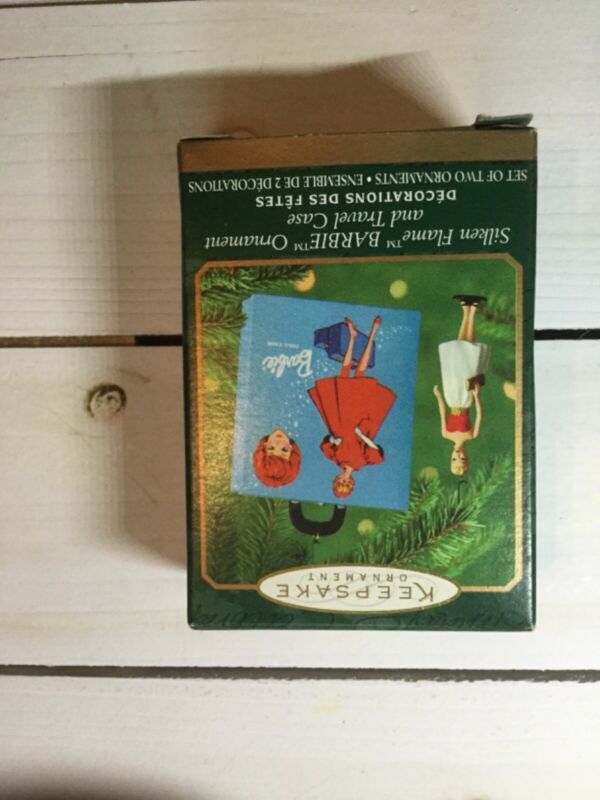 KEEPSAKE
ORNAMENT
Barbie
Silken Flame™ BARBIE™ Ornament
and Travel Case
DÉCORATIONS DES FÊTES
SET OF TWO ORNAMENTS • ENSEMBLE DE 2 DÉCORATIONS